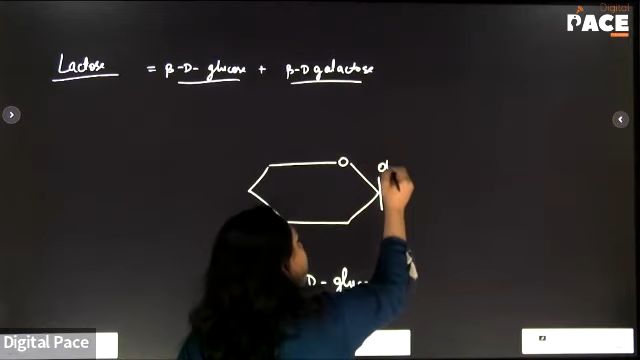 Digital
PACE
Lactose = β-D- glucose + β-D galactose
O
D- gluc
Digital Pace